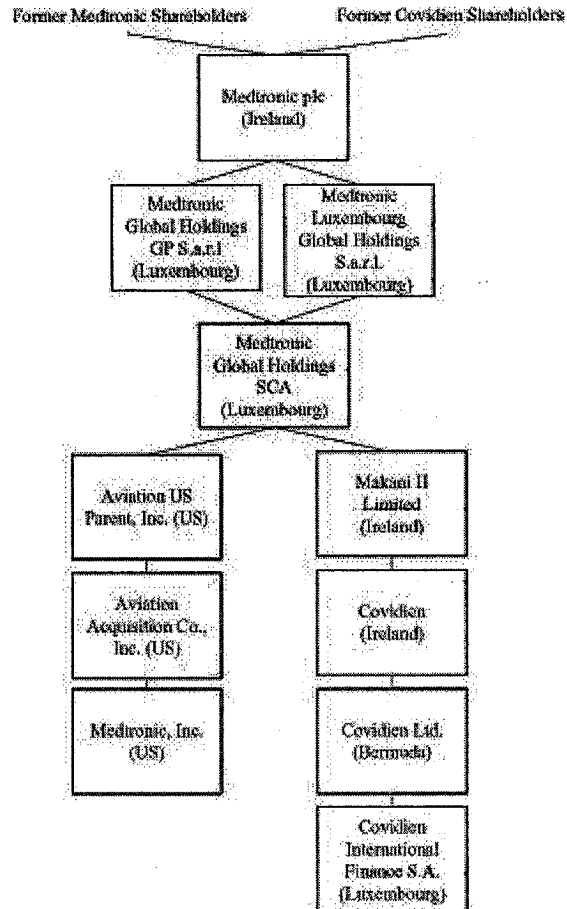 Former Medtronic Shareholders
Former Covidien Shareholders
Medtronic plc
(Ireland)
Medtronic
Global Holdings
GP S.a.r.l
(Luxembourg)
Medtronic
Luxembourg
Global Holdings
S.a.r.l.
(Luxembourg)
Medtronic
Global Holdings
SCA
(Luxembourg)
Aviation US
Parent, Inc. (US)
Makani II
Limited
(Ireland)
Aviation
Acquisition Co.,
Inc. (US)
Covidien
(Ireland)
Medtronic, Inc.
(US)
Covidien Ltd.
(Bermuda)
Covidien
International
Finance S.A.
(Luxembourg)